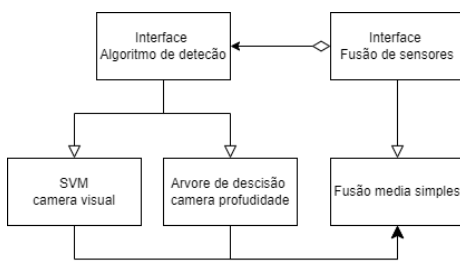 Interface
Algoritmo de detecão
Interface
Fusão de sensores
SVM
camera visual
Arvore de descisão
camera profudidade
Fusão media simples